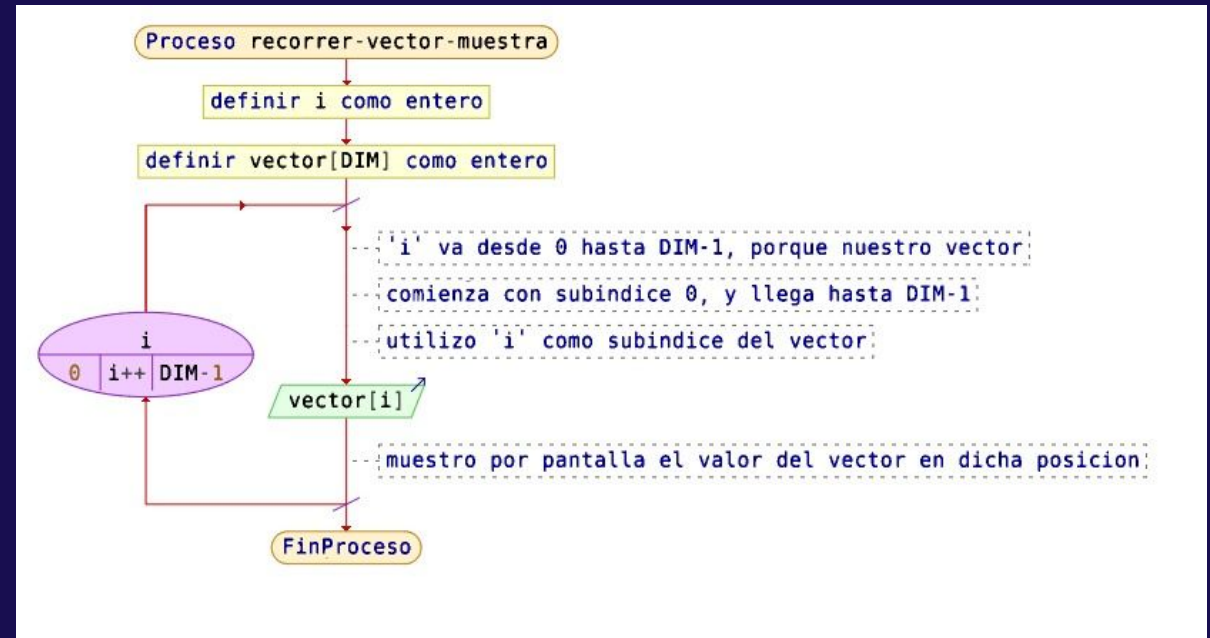 Proceso recorrer-vector-muestra
definir i como entero
definir vector[DIM] como entero
'i' va desde 0 hasta DIM-1, porque nuestro vector
comienza con subindice 0, y llega hasta DIM-1
utilizo 'i' como subindice del vector
i
0 i++ DIM-1
vector[i]
muestro por pantalla el valor del vector en dicha posicion
FinProceso